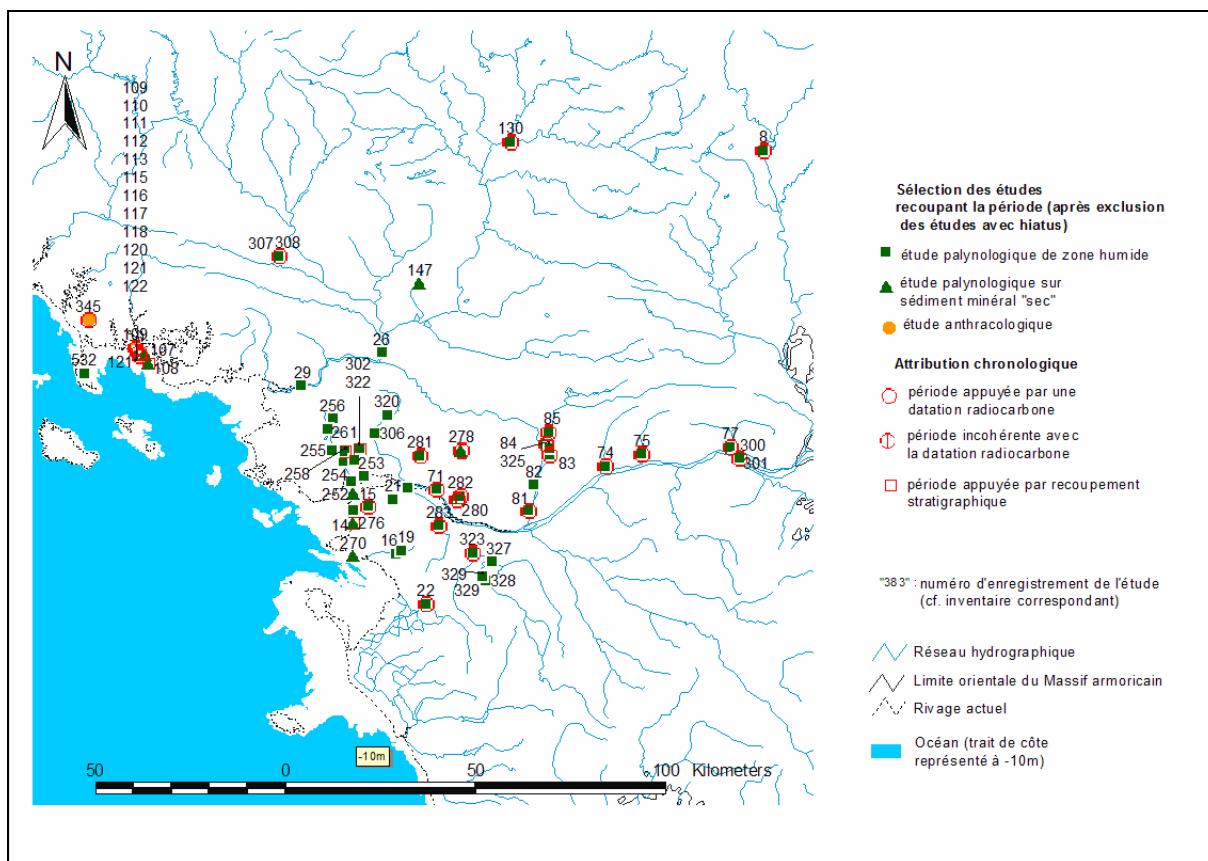 N
109
110
111
112
113
115
116
117
118
120
121
122
130
8
307 308
147
345
109
107
121
108
532
26
302
322
29
256
320
261
306
255
281
278
85
84
325
83
74
75
77
300
301
258
253
254
252
15
21
71
282
280
82
81
283
14
276
270
16 19
323
327
329
328
329
22
-10m
50 0 50 100 Kilometers
Sélection des études
recoupant la période (après exclusion
des études avec hiatus)
étude palynologique de zone humide
étude palynologique sur
sédiment minéral "sec"
étude anthracologique
Attribution chronologique
période appuyée par une
datation radiocarbone
période incohérente avec
la datation radiocarbone
période appuyée par recoupement
stratigraphique
"383" : numéro d'enregistrement de l'étude
(cf. inventaire correspondant)
Réseau hydrographique
Limite orientale du Massif armoricain
Rivage actuel
Océan (trait de côte
représenté à -10m)